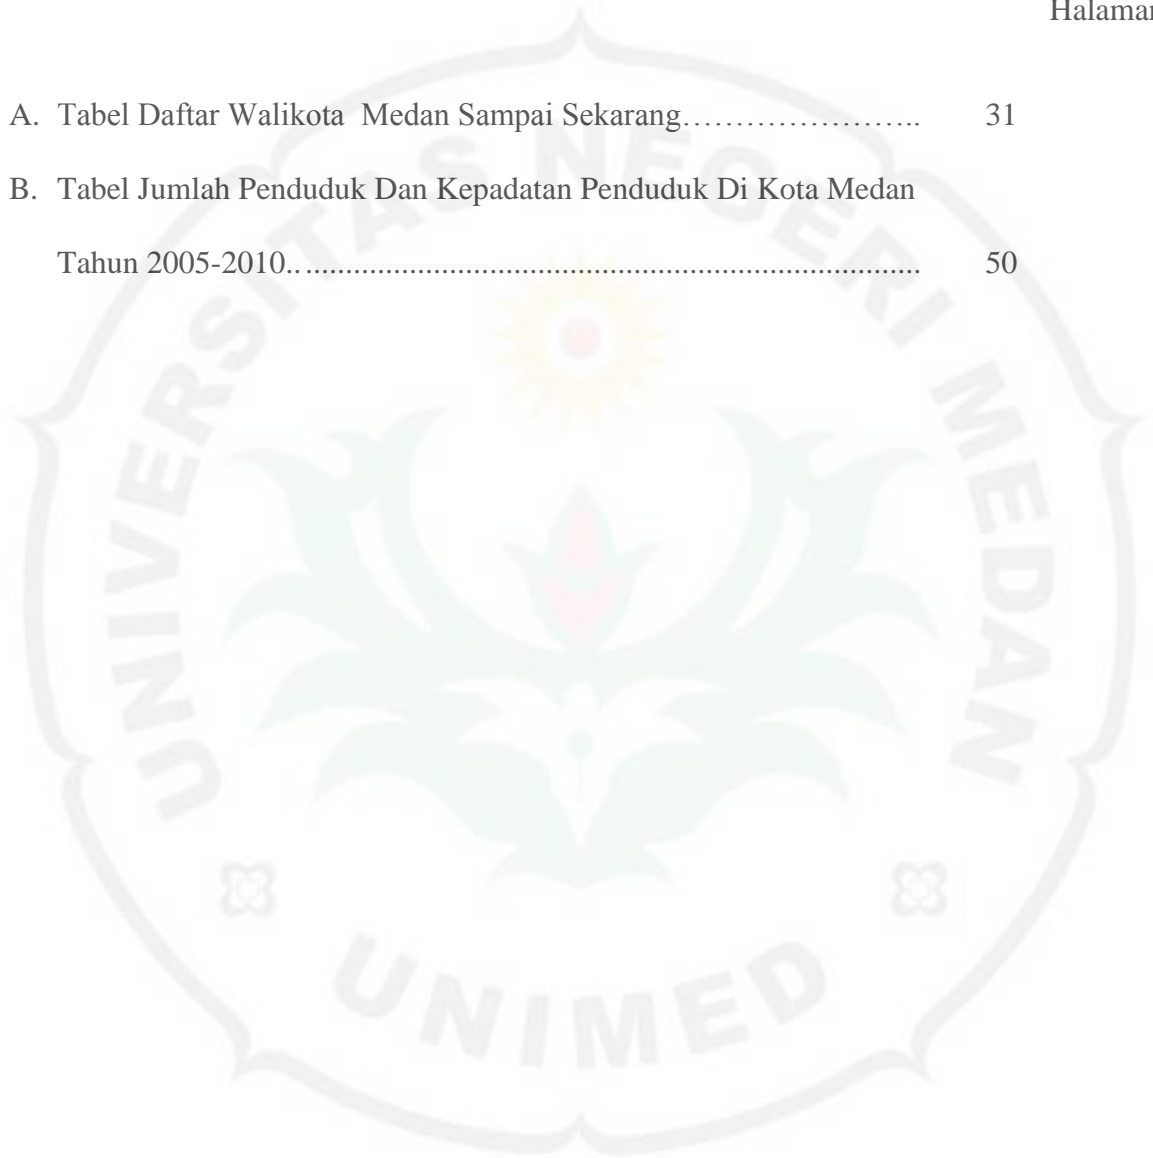 Halaman
A. Tabel Daftar Walikota  Medan Sampai Sekarang…………………….. 31
B. Tabel Jumlah Penduduk Dan Kepadatan Penduduk Di Kota Medan
Tahun 2005-2010.. ...................................................................... 50
UNIVERSITAS NEGERI MEDAN
UNIMED